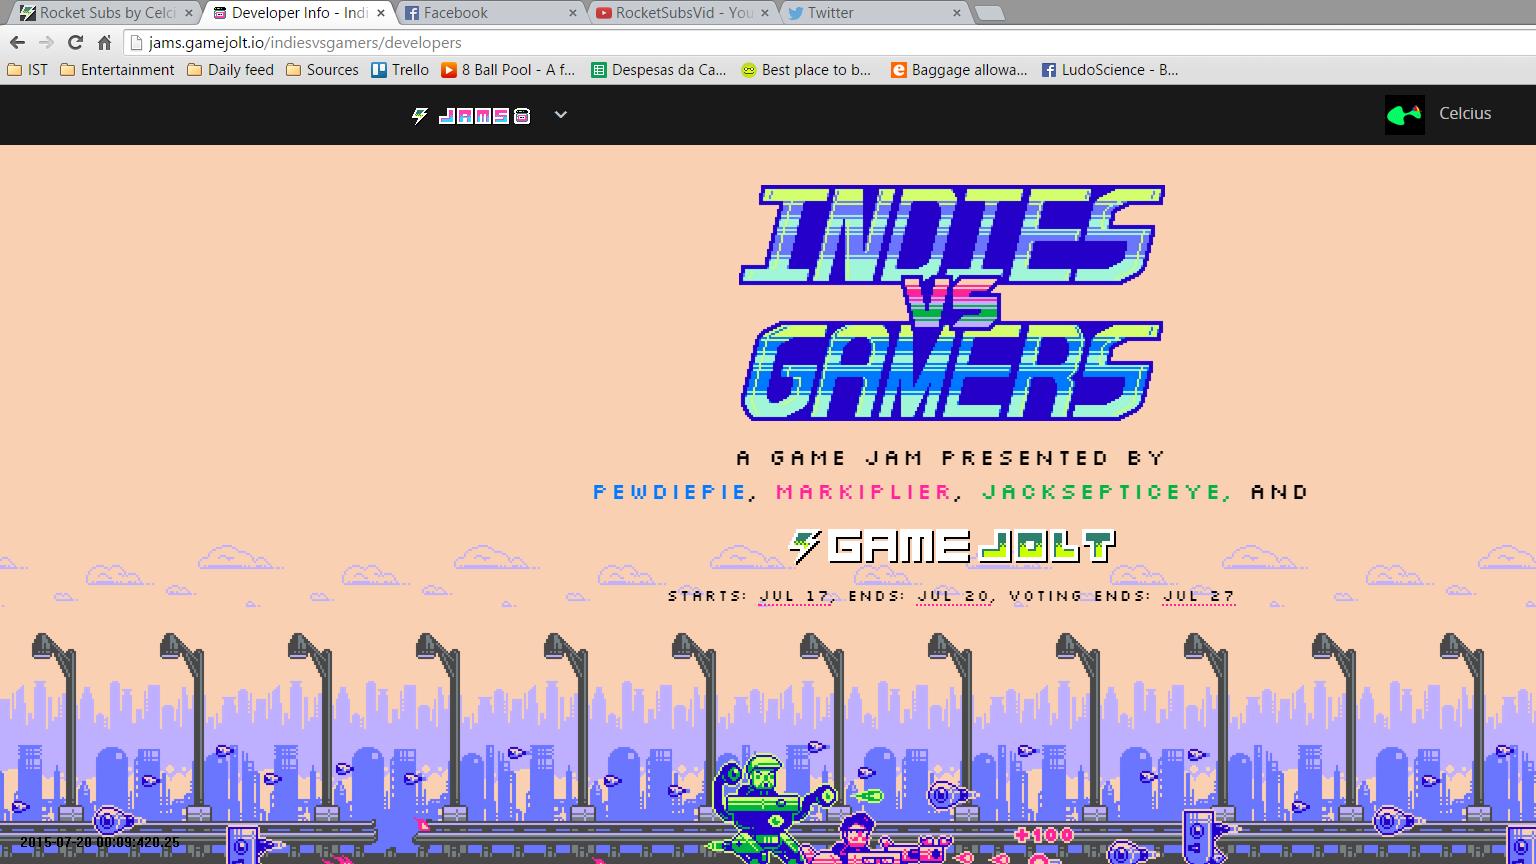 Rocket Subs by Celci
Developer Info - Indi
Facebook
RocketSubsVid - You
Twitter
jams.gamejolt.io/indiesvsgamers/developers
IST
Entertainment
Daily feed
Sources
Trello
8 Ball Pool - A f...
Despesas da Ca...
Best place to b...
Baggage allowa...
LudoScience - B...
JAMS
Celcius
INDIES
VS
GAMERS
A GAME JAM PRESENTED BY
PEWDIEPIE, MARKIPLIER, JACKSEPTICEYE, AND
GAME JOLT
STARTS: JUL 17, ENDS: JUL 20, VOTING ENDS: JUL 27
+100
2015-07-20 00:09:420.25